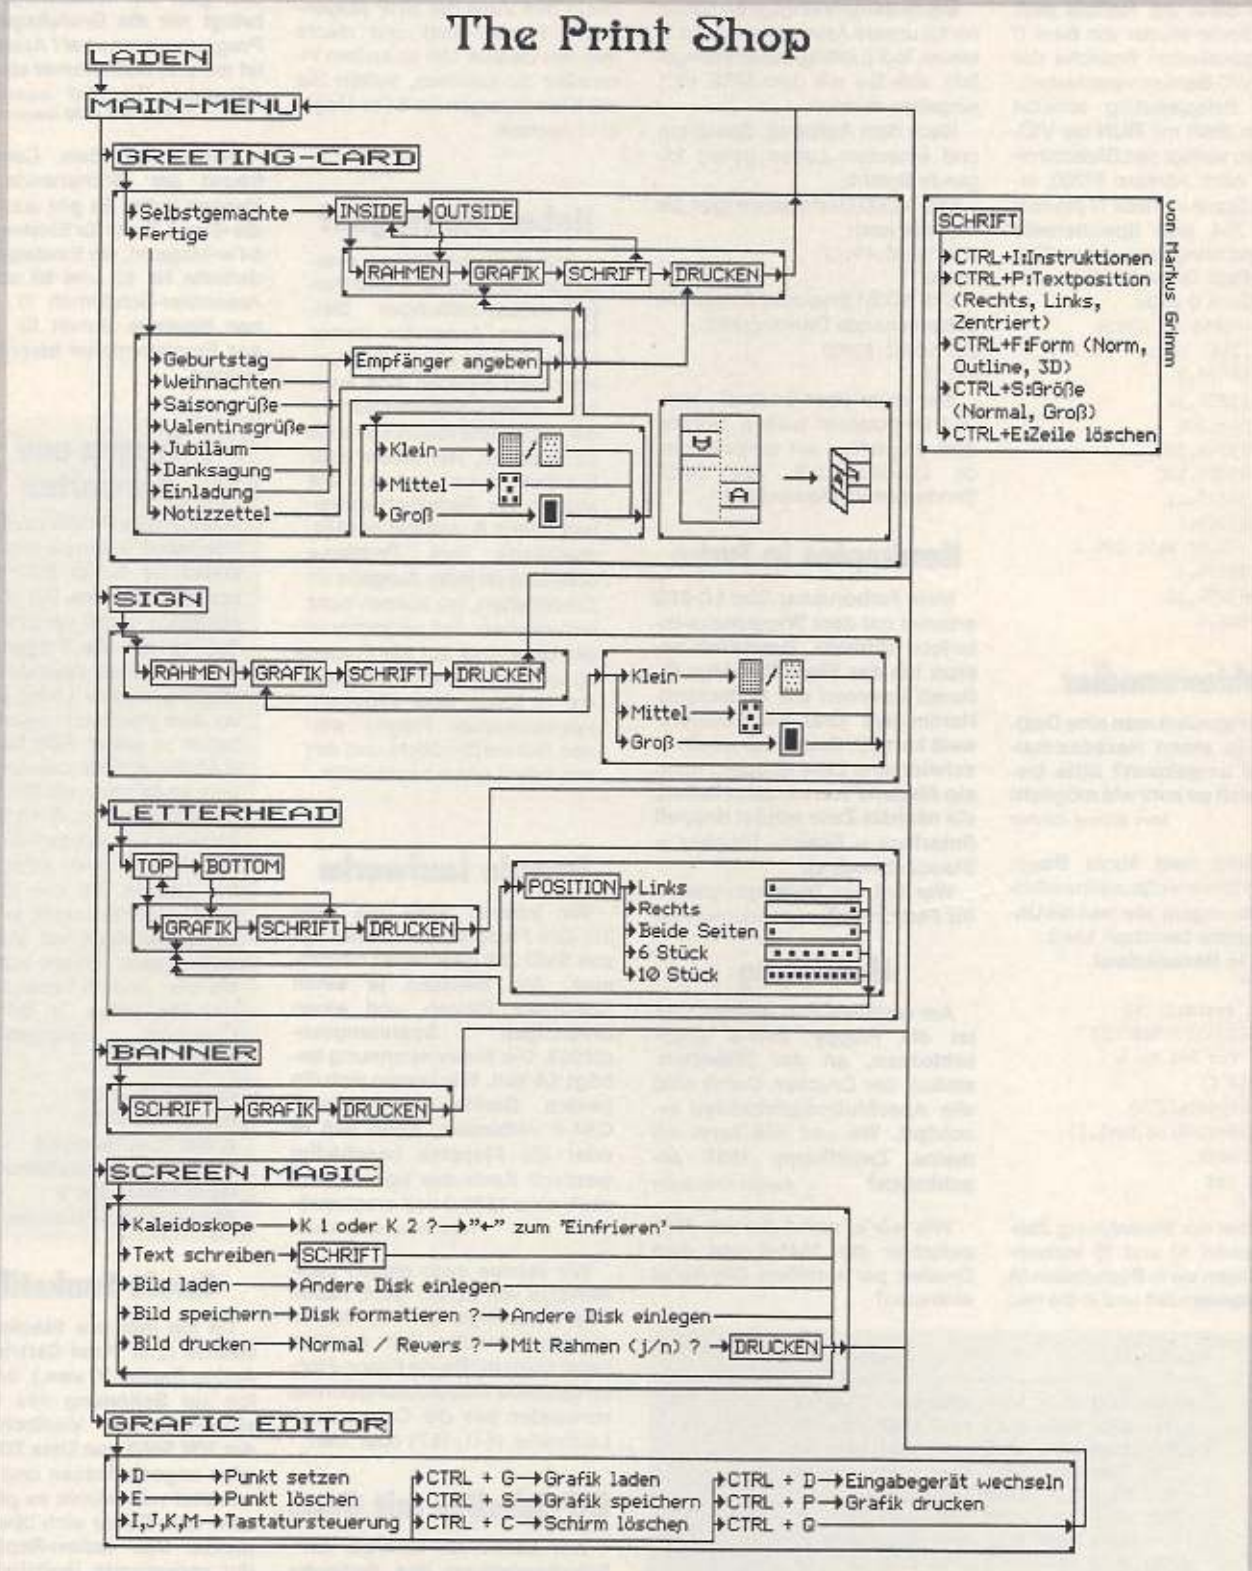 The Print Shop
LADEN
MAIN-MENU
GREETING-CARD
Selbstgemachte INSIDE OUTSIDE
Fertige
RAHMEN GRAFIK SCHRIFT DRUCKEN
Geburtstag Empfänger angeben
Weihnachten
Saisongrüße
Valentinsgrüße
Jubiläum
Danksagung
Einladung
Notizzettel
Klein /
Mittel
Groß
A
A
SCHRIFT
CTRL+I:Instruktionen
CTRL+P:Textposition
(Rechts, Links,
Zentriert)
CTRL+F:Form (Norm,
Outline, 3D)
CTRL+S:Größe
(Normal, Groß)
CTRL+E:Zeile löschen
von Markus Grimm
SIGN
RAHMEN GRAFIK SCHRIFT DRUCKEN
Klein /
Mittel
Groß
LETTERHEAD
TOP BOTTOM
GRAFIK SCHRIFT DRUCKEN
POSITION Links
Rechts
Beide Seiten
6 Stück
10 Stück
BANNER
SCHRIFT GRAFIK DRUCKEN
SCREEN MAGIC
Kaleidoskope K 1 oder K 2 ? "←" zum 'Einfrieren'
Text schreiben SCHRIFT
Bild laden Andere Disk einlegen
Bild speichern Disk formatieren ? Andere Disk einlegen
Bild drucken Normal / Revers ? Mit Rahmen (j/n) ? DRUCKEN
GRAFIC EDITOR
D Punkt setzen CTRL + G Grafik laden CTRL + D Eingabegerät wechseln
E Punkt löschen CTRL + S Grafik speichern CTRL + P Grafik drucken
I,J,K,M Tastatursteuerung CTRL + C Schirm löschen CTRL + Q